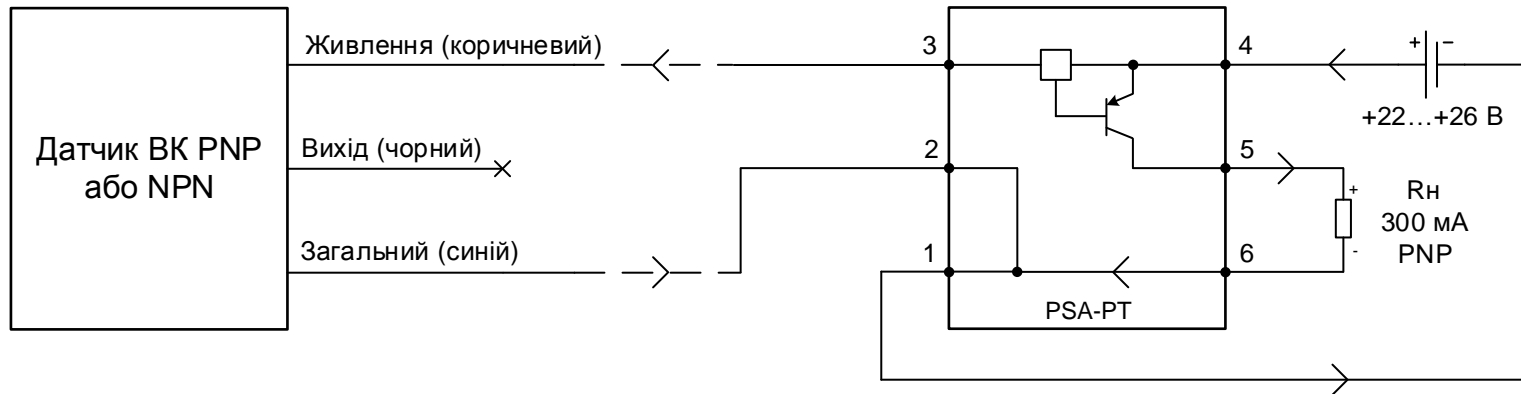 Живлення (коричневий)
3
4
+ −
+22…+26 В
Датчик ВК PNP
або NPN
Вихід (чорний)
2
5
+
Rн
300 мА
PNP
-
Загальний (синій)
1
6
PSA-PT